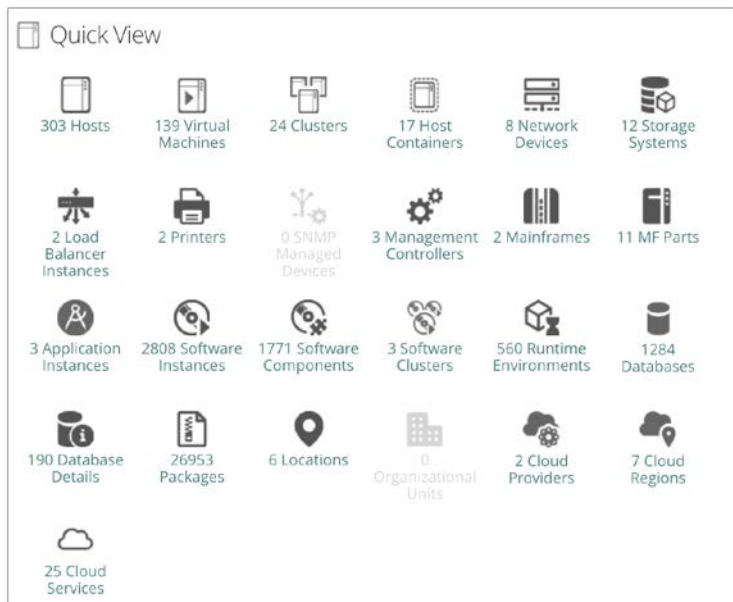 Quick View
303 Hosts
139 Virtual
Machines
24 Clusters
17 Host
Containers
8 Network
Devices
12 Storage
Systems
2 Load
Balancer
Instances
2 Printers
0 SNMP
Managed
Devices
3 Management
Controllers
2 Mainframes
11 MF Parts
3 Application
Instances
2808 Software
Instances
1771 Software
Components
3 Software
Clusters
560 Runtime
Environments
1284
Databases
190 Database
Details
26953
Packages
6 Locations
0
Organizational
Units
2 Cloud
Providers
7 Cloud
Regions
25 Cloud
Services